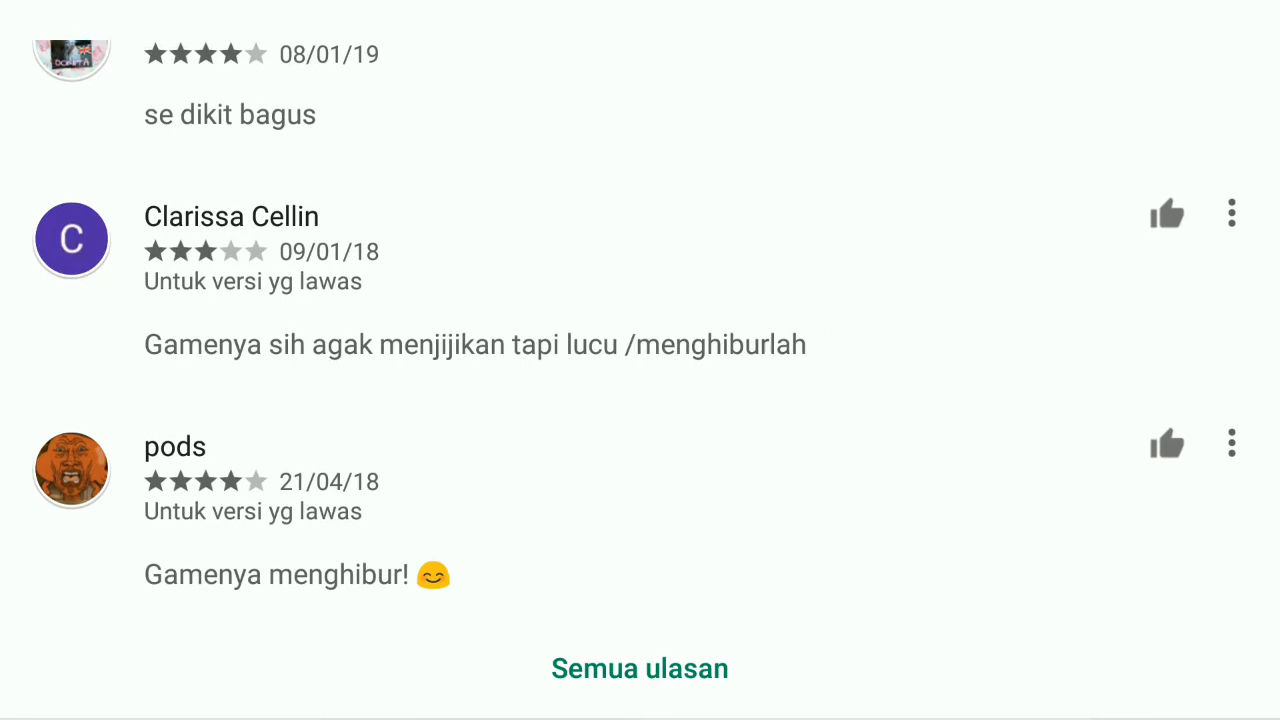 08/01/19
se dikit bagus
C
Clarissa Cellin
09/01/18
Untuk versi yg lawas
Gamenya sih agak menjijikan tapi lucu /menghiburlah
pods
21/04/18
Untuk versi yg lawas
Gamenya menghibur! 😊
Semua ulasan